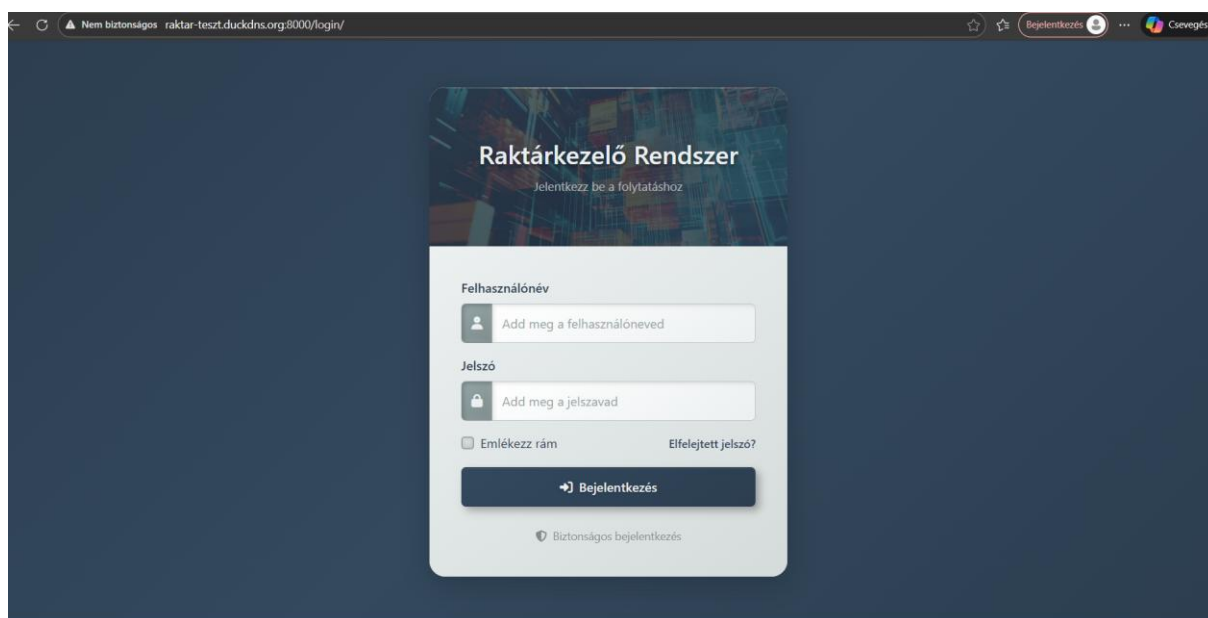 Nem biztonságos raktar-teszt.duckdns.org:8000/login/
Bejelentkezés
Csevegés
Raktárkezelő Rendszer
Jelentkezz be a folytatáshoz
Felhasználónév
Add meg a felhasználóneved
Jelszó
Add meg a jelszavad
Emlékezz rám
Elfelejtett jelszó?
Bejelentkezés
Biztonságos bejelentkezés